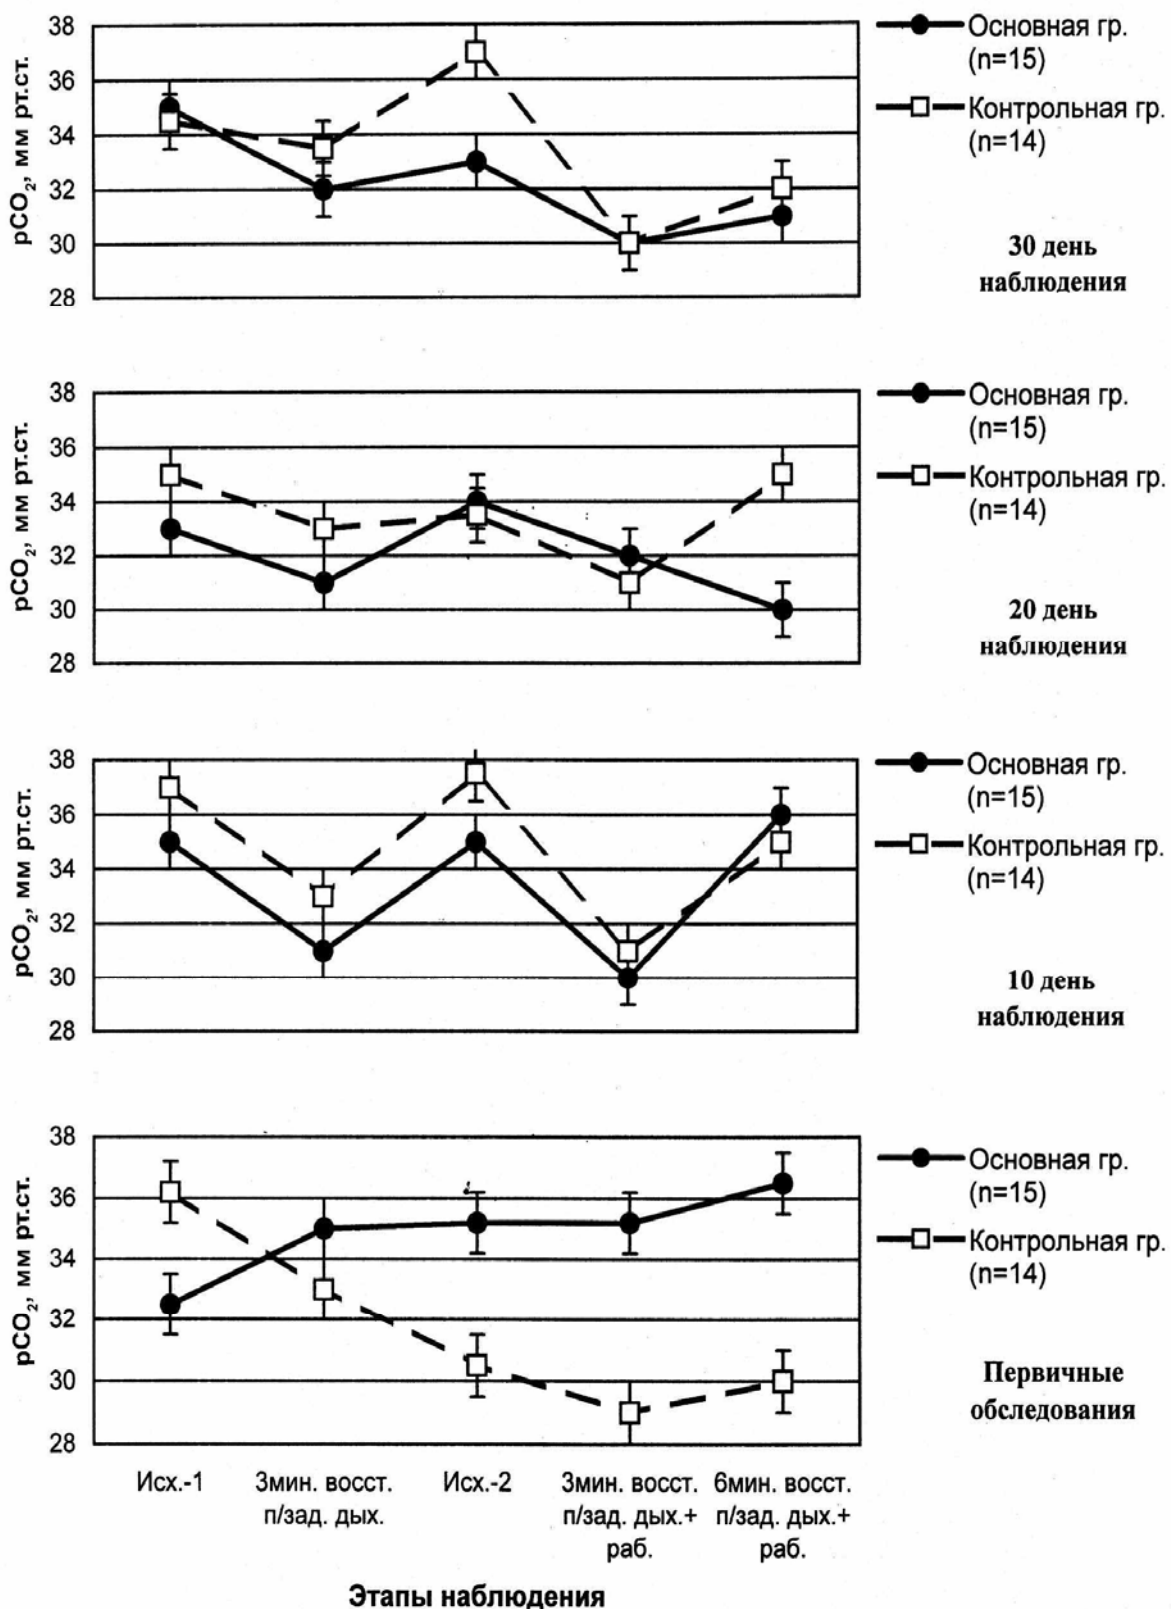 38
36
34
32
30
28
pCO₂, мм рт.ст.
Основная гр.
(n=15)
Контрольная гр.
(n=14)
30 день
наблюдения
38
36
34
32
30
28
pCO₂, мм рт.ст.
Основная гр.
(n=15)
Контрольная гр.
(n=14)
20 день
наблюдения
38
36
34
32
30
28
pCO₂, мм рт.ст.
Основная гр.
(n=15)
Контрольная гр.
(n=14)
10 день
наблюдения
38
36
34
32
30
28
pCO₂, мм рт.ст.
Основная гр.
(n=15)
Контрольная гр.
(n=14)
Первичные
обследования
Исх.-1
3мин. восст.
п/зад. дых.
Исх.-2
3мин. восст.
п/зад. дых.+
раб.
6мин. восст.
п/зад. дых.+
раб.
Этапы наблюдения